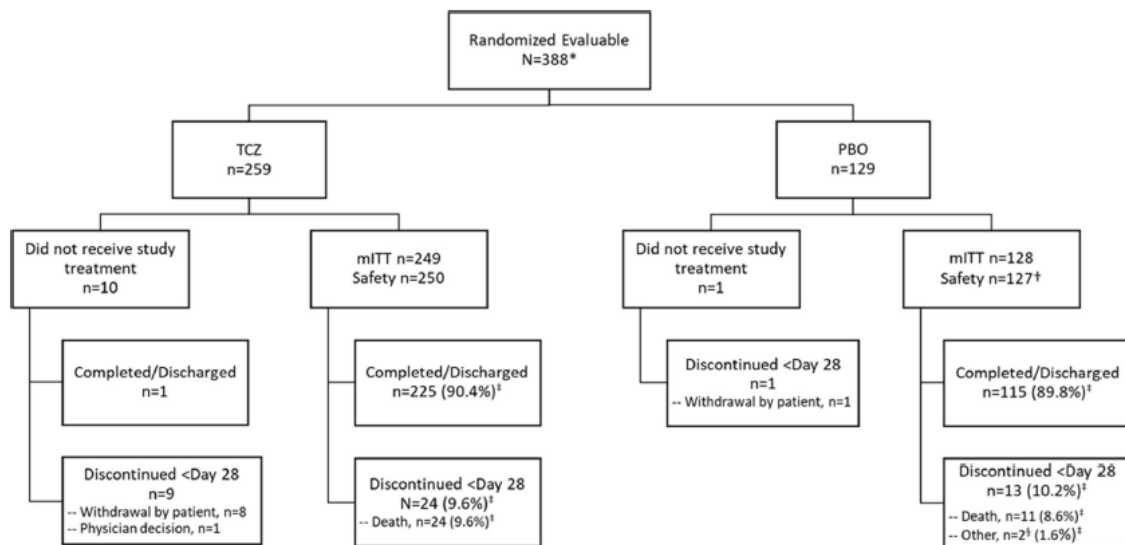 Randomized Evaluable
N=388*
TCZ
n=259
PBO
n=129
Did not receive study
treatment
n=10
mITT n=249
Safety n=250
Did not receive study
treatment
n=1
mITT n=128
Safety n=127†
Completed/Discharged
n=1
Completed/Discharged
n=225 (90.4%)‡
Discontinued <Day 28
n=1
-- Withdrawal by patient, n=1
Completed/Discharged
n=115 (89.8%)‡
Discontinued <Day 28
n=9
-- Withdrawal by patient, n=8
-- Physician decision, n=1
Discontinued <Day 28
N=24 (9.6%)‡
-- Death, n=24 (9.6%)‡
Discontinued <Day 28
n=13 (10.2%)‡
-- Death, n=11 (8.6%)‡
-- Other, n=2§ (1.6%)‡